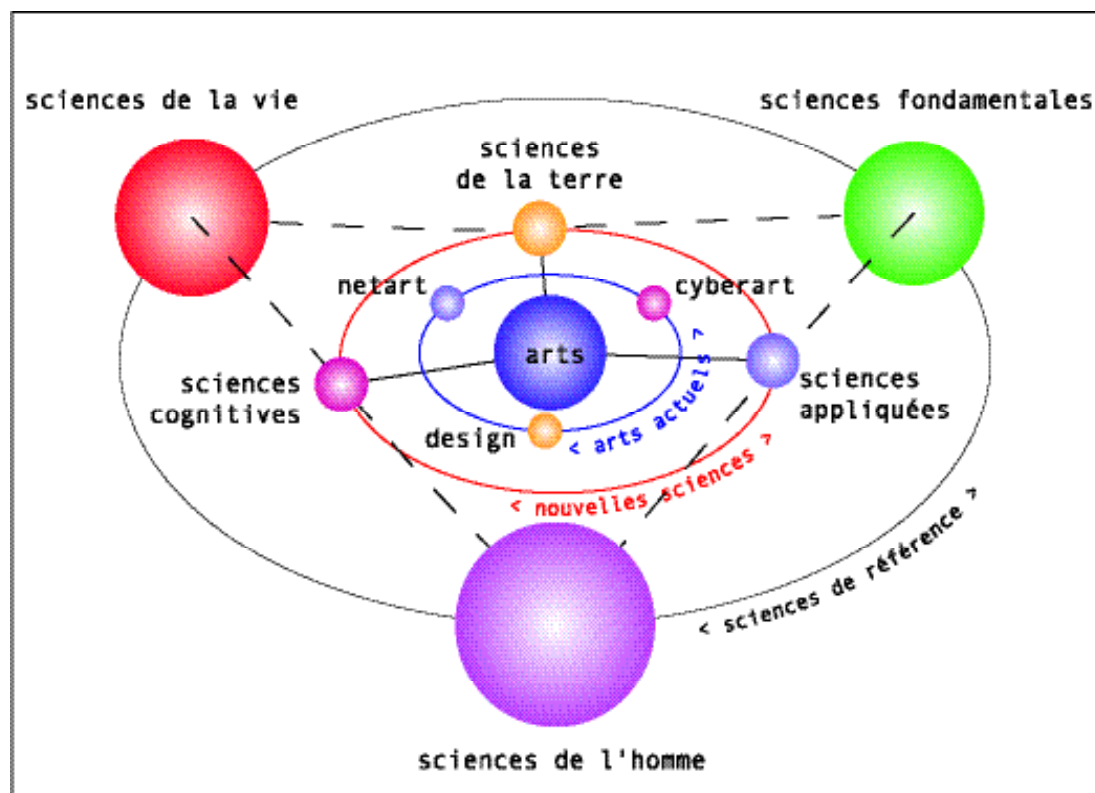 sciences de la vie
sciences fondamentales
sciences
de la terre
netart
cyberart
arts
sciences
cognitives
sciences
appliquées
design
< arts actuels >
< nouvelles sciences >
< sciences de référence >
sciences de l'homme